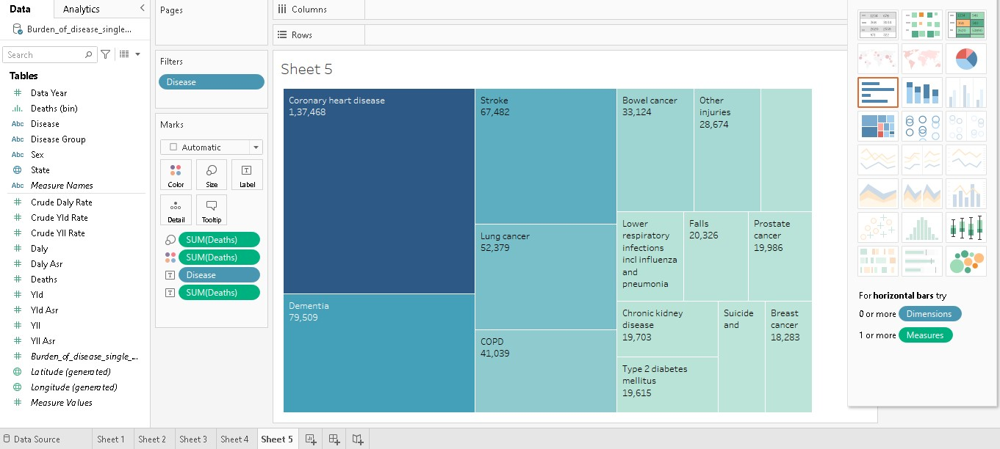 Data
Analytics
Burden_of_disease_single...
Search
Tables
Data Year
Deaths (bin)
Abc Disease
Abc Disease Group
Abc Sex
State
Abc Measure Names
Crude Daly Rate
Crude Yld Rate
Crude Yll Rate
Daly
Daly Asr
Deaths
Yld
Yld Asr
Yll
Yll Asr
Burden_of_disease_single_...
Latitude (generated)
Longitude (generated)
Measure Values
Pages
Filters
Disease
Marks
Automatic
Color
Size
Label
Detail
Tooltip
SUM(Deaths)
SUM(Deaths)
Disease
SUM(Deaths)
Columns
Rows
Sheet 5
Coronary heart disease
1,37,468
Dementia
79,509
Stroke
67,482
Lung cancer
52,379
COPD
41,039
Bowel cancer
33,124
Other
injuries
28,674
Lower
respiratory
infections
incl influenza
and
pneumonia
Falls
20,326
Prostate
cancer
19,986
Chronic kidney
disease
19,703
Type 2 diabetes
mellitus
19,615
Suicide
and
Breast
cancer
18,283
For horizontal bars try
0 or more Dimensions
1 or more Measures
Data Source
Sheet 1
Sheet 2
Sheet 3
Sheet 4
Sheet 5